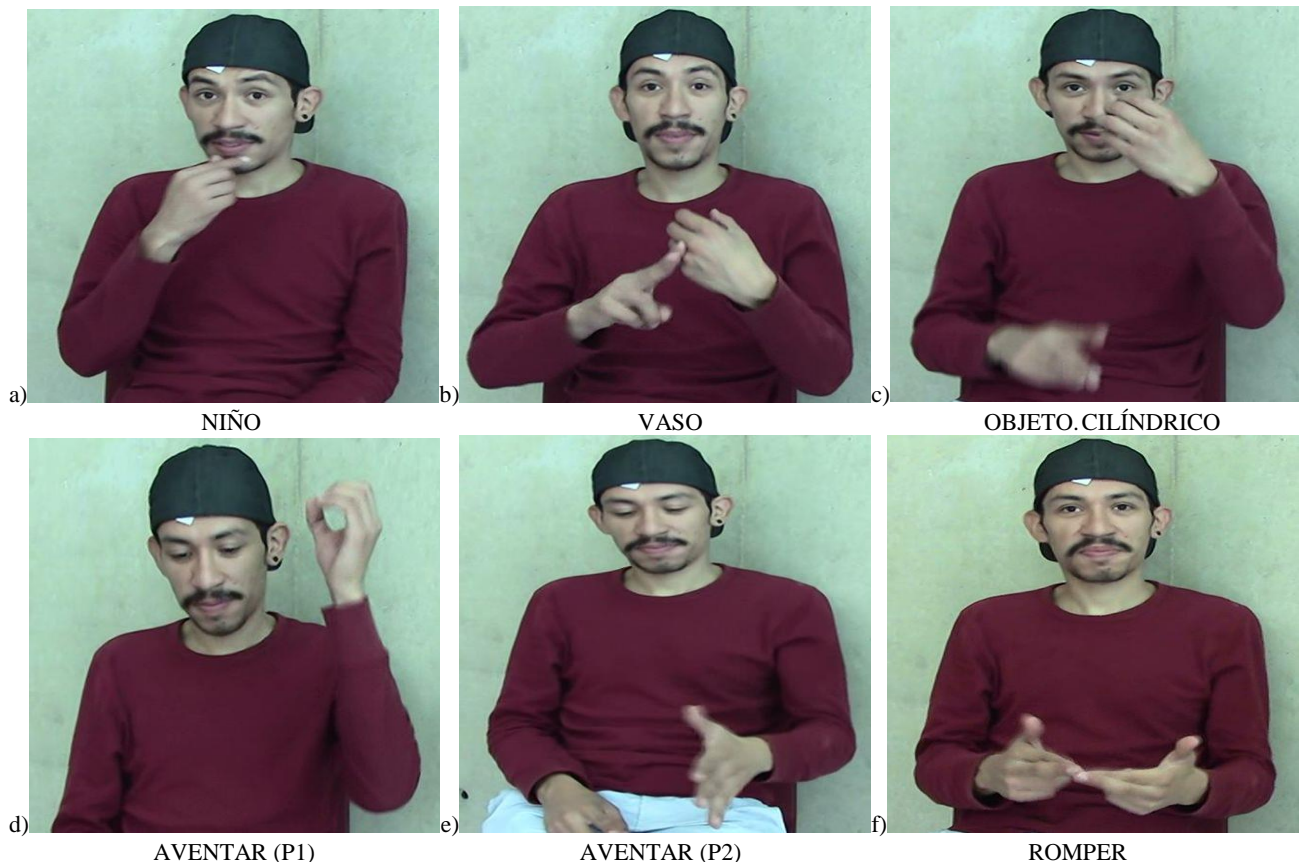 a) b) c)
NIÑO VASO OBJETO.CILÍNDRICO
d) e) f)
AVENTAR (P1) AVENTAR (P2) ROMPER